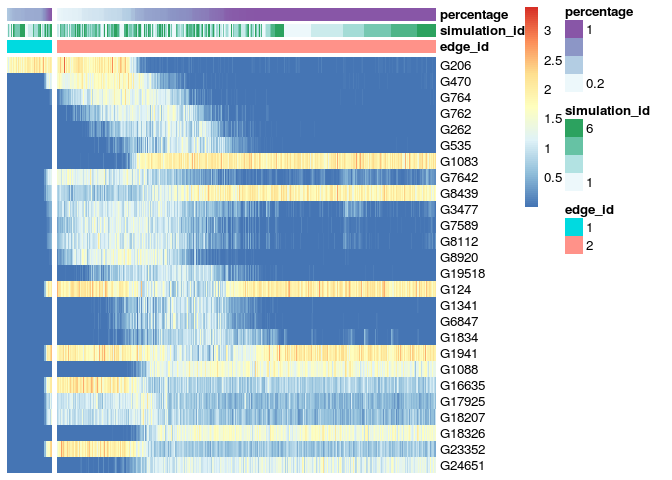 percentage
simulation_id
edge_id
G206
G470
G764
G762
G262
G535
G1083
G7642
G8439
G3477
G7589
G8112
G8920
G19518
G124
G1341
G6847
G1834
G1941
G1088
G16635
G17925
G18207
G18326
G23352
G24651
3
2.5
2
1.5
1
0.5
percentage
1
0.2
simulation_id
6
1
edge_id
1
2